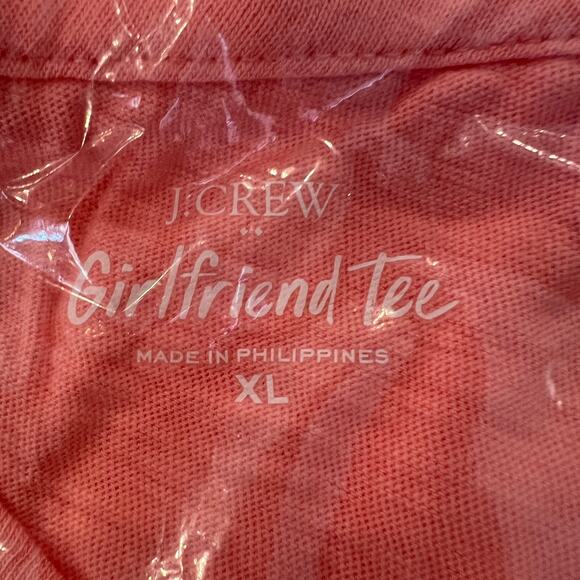 J.CREW
Girlfriend Tee
MADE IN PHILIPPINES
XL